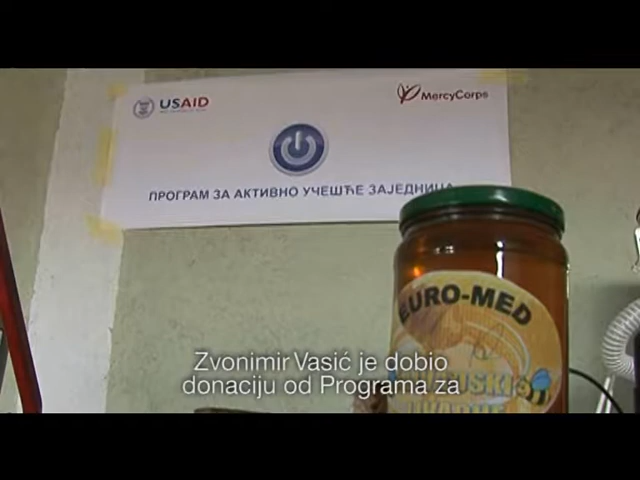 USAID
MercyCorps
ПРОГРАМ ЗА АКТИВНО УЧЕШЋЕ ЗАЈЕДНИЦА
EURO-MED
Zvonimir Vasić je dobio
donaciju od Programa za